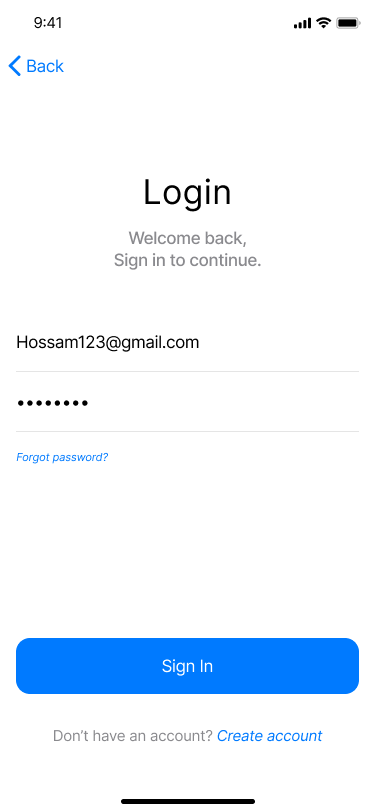 9:41
Back
Login
Welcome back,
Sign in to continue.
Hossam123@gmail.com
••••••••
Forgot password?
Sign In
Don’t have an account? Create account